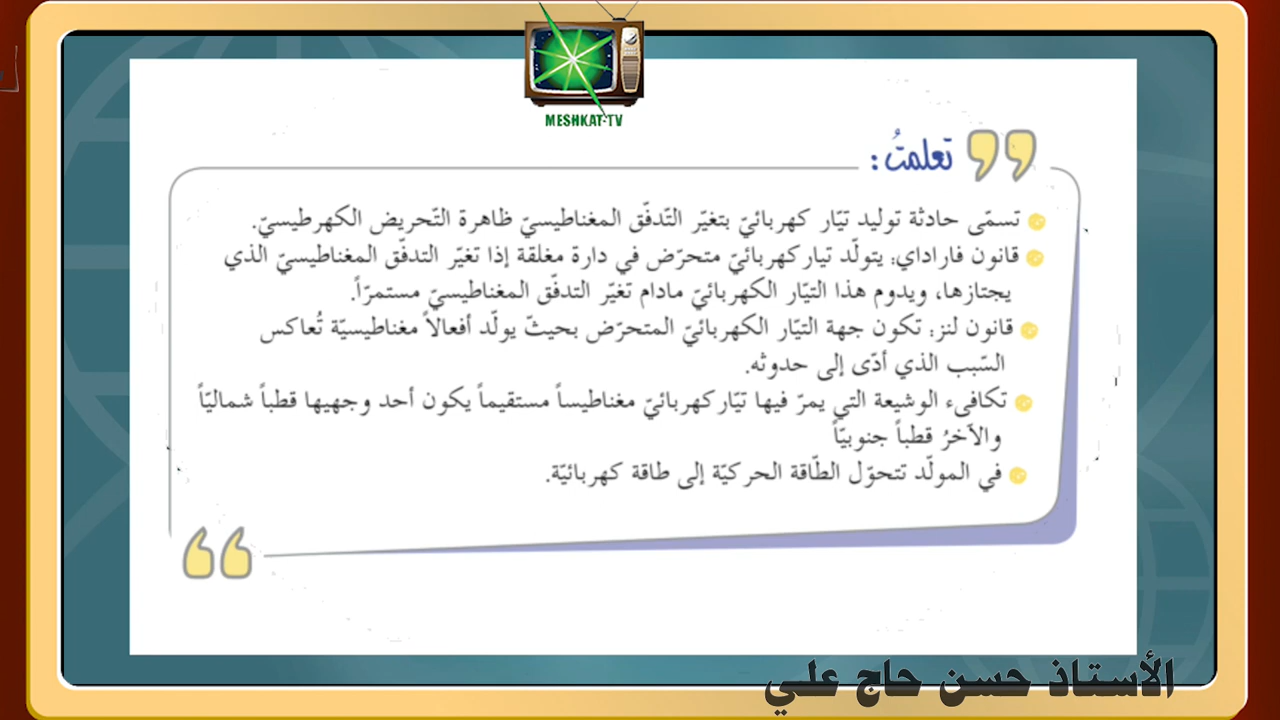 MESHKAT-TV
تعلمتُ:
تسمّى حادثة توليد تيّار كهربائيّ بتغيّر التّدفّق المغناطيسيّ ظاهرة التّحريض الكهرطيسيّ.
قانون فاراداي: يتولّد تيار كهربائيّ متحرّض في دارة مغلقة إذا تغيّر التدفّق المغناطيسيّ الذي
يجتازها، ويدوم هذا التيّار الكهربائيّ مادام تغيّر التدفّق المغناطيسيّ مستمرّاً.
قانون لنز: تكون جهة التيّار الكهربائيّ المتحرّض بحيثّ يولّد أفعالاً مغناطيسيّة تُعاكس
السّبب الذي أدّى إلى حدوثه.
تكافىء الوشيعة التي يمرّ فيها تيّار كهربائيّ مغناطيساً مستقيماً يكون أحد وجهيها قطباً شماليّاً
والآخرُ قطباً جنوبيّاً
في المولّد تتحوّل الطّاقة الحركيّة إلى طاقة كهربائيّة.
الأستاذ حسن حاج علي